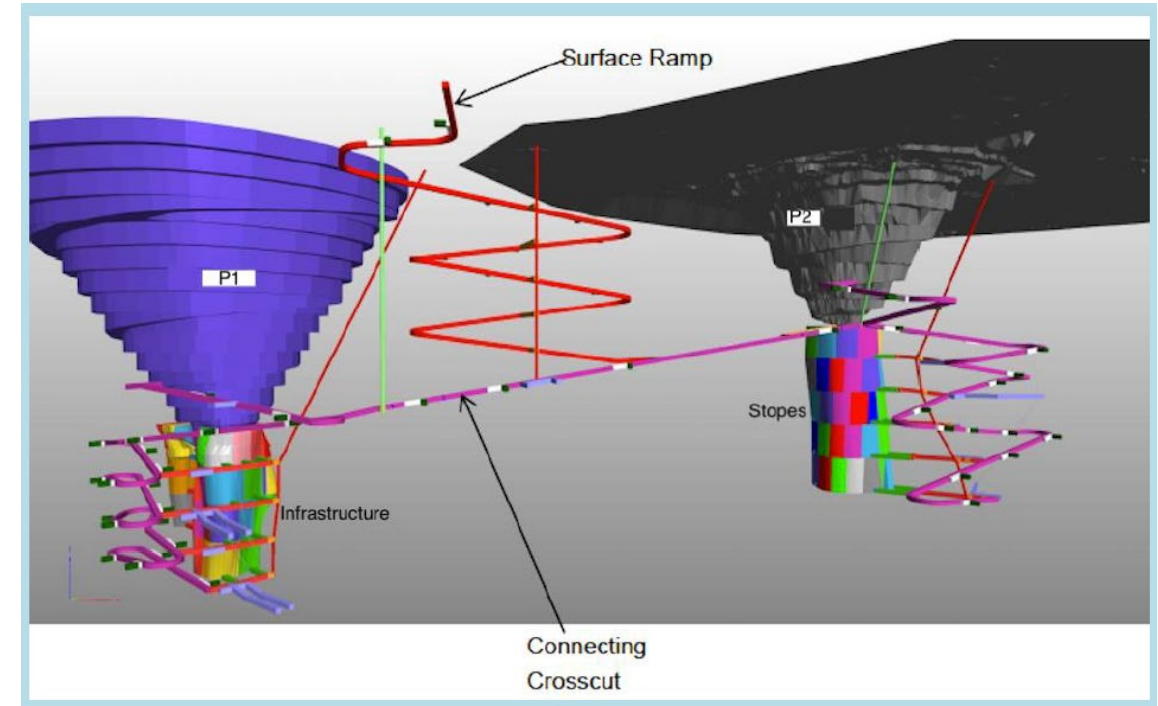 Surface Ramp
P1
P2
Stopes
Infrastructure
Connecting
Crosscut